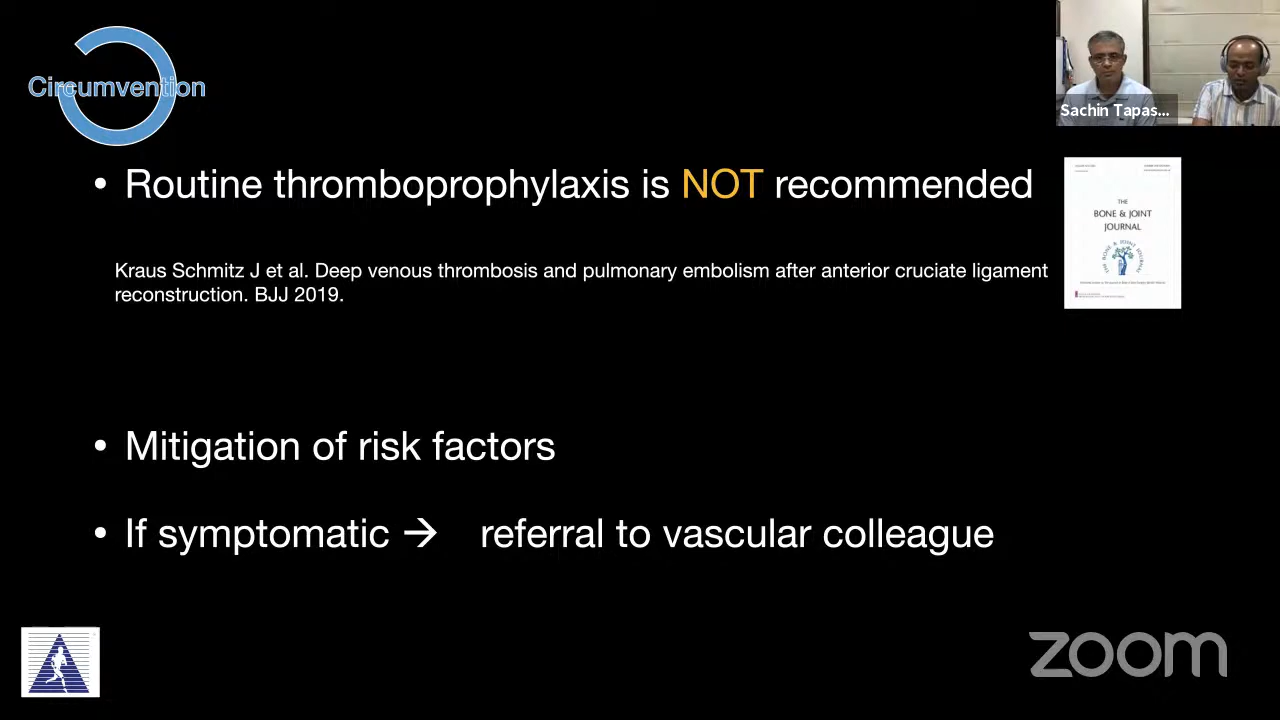 Circumvention
Sachin Tapas...
• Routine thromboprophylaxis is NOT recommended
THE
BONE & JOINT
JOURNAL
Kraus Schmitz J et al. Deep venous thrombosis and pulmonary embolism after anterior cruciate ligament
reconstruction. BJJ 2019.
• Mitigation of risk factors
• If symptomatic → referral to vascular colleague
zoom